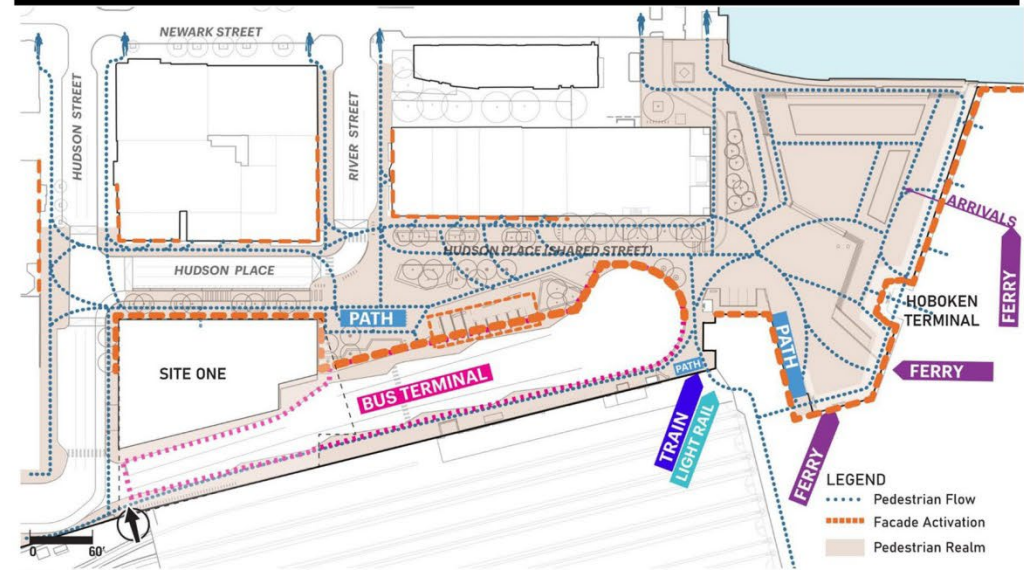 NEWARK STREET
HUDSON STREET
RIVER STREET
HUDSON PLACE (SHARED STREET)
HUDSON PLACE
ARRIVALS
FERRY
HOBOKEN
TERMINAL
PATH
PATH
SITE ONE
BUS TERMINAL
PATH
FERRY
TRAIN
LIGHT RAIL
FERRY
LEGEND
Pedestrian Flow
Facade Activation
Pedestrian Realm
0 60'